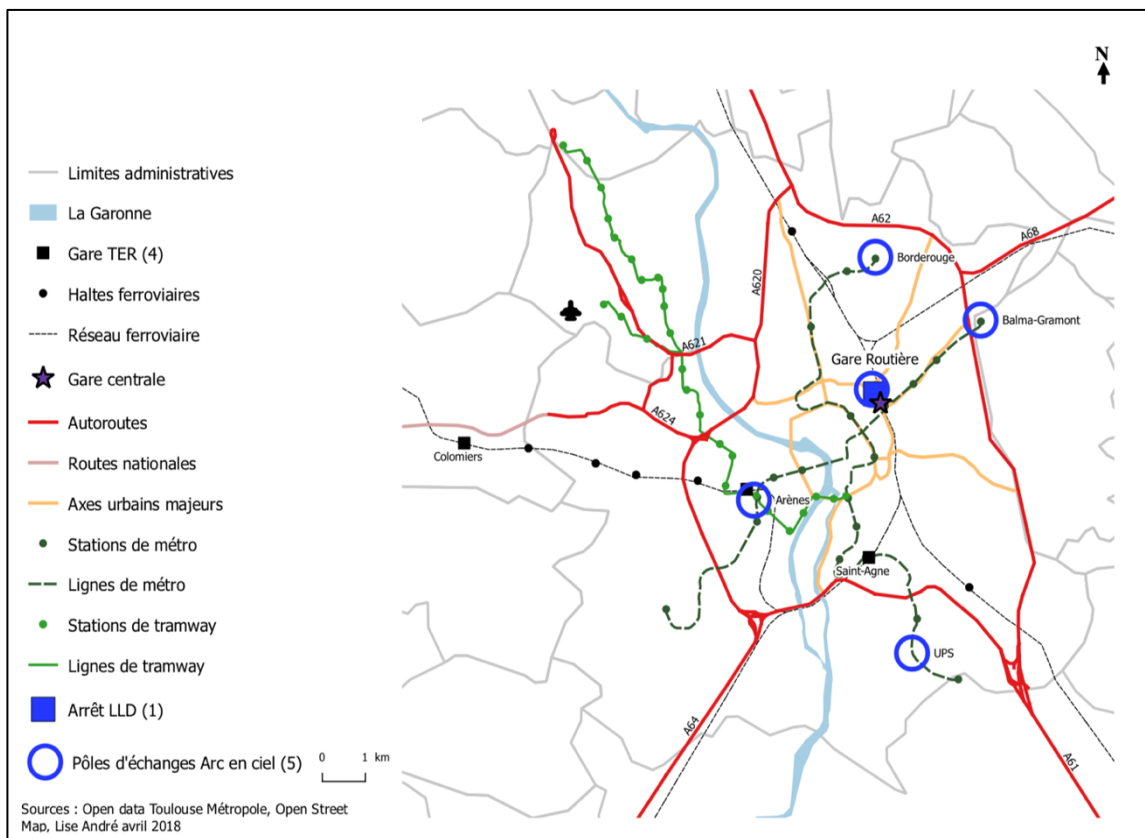 N
Limites administratives
La Garonne
Gare TER (4)
Haltes ferroviaires
Réseau ferroviaire
Gare centrale
Autoroutes
Routes nationales
Axes urbains majeurs
Stations de métro
Lignes de métro
Stations de tramway
Lignes de tramway
Arrêt LLD (1)
Pôles d'échanges Arc en ciel (5)
0 1 km
Sources : Open data Toulouse Métropole, Open Street
Map, Lise André avril 2018
A62
A68
Borderouge
A620
Balma-Gramont
A621
Gare Routière
A624
Colomiers
Arènes
Saint-Agne
UPS
A64
A61